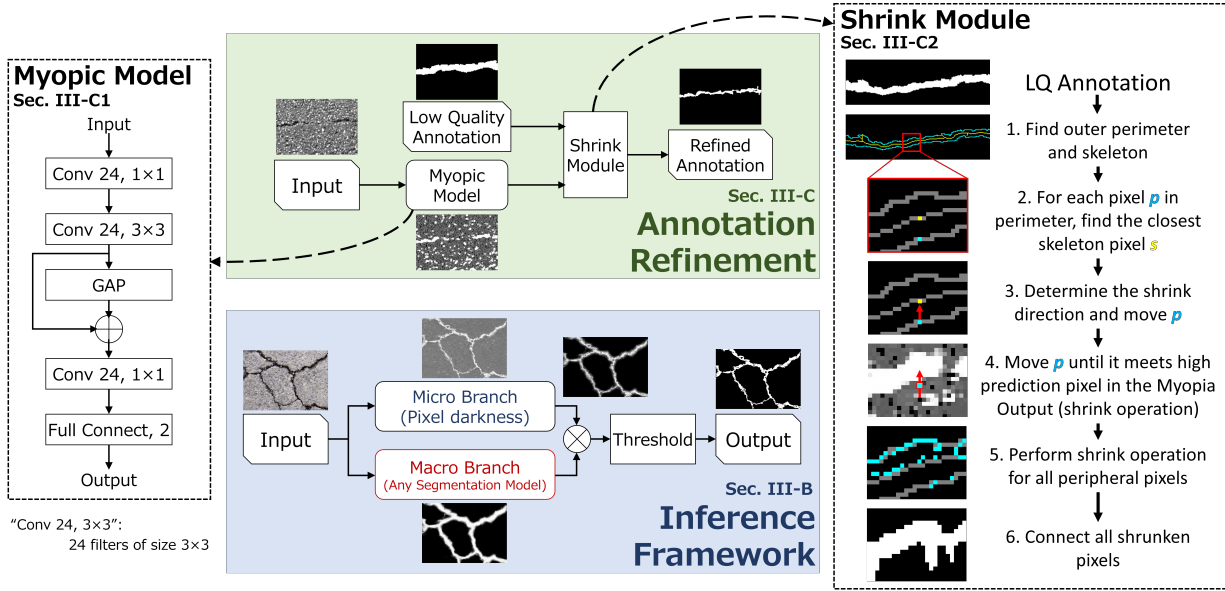 Myopic Model
Sec. III-C1
Input
Conv 24, 1×1
Conv 24, 3×3
GAP
Conv 24, 1×1
Full Connect, 2
Output
“Conv 24, 3×3”:
24 filters of size 3×3
Low Quality
Annotation
Input
Myopic
Model
Shrink
Module
Refined
Annotation
Sec. III-C
Annotation
Refinement
Input
Micro Branch
(Pixel darkness)
Macro Branch
(Any Segmentation Model)
Threshold
Output
Sec. III-B
Inference
Framework
Shrink Module
Sec. III-C2
LQ Annotation
1. Find outer perimeter
and skeleton
2. For each pixel p in
perimeter, find the closest
skeleton pixel s
3. Determine the shrink
direction and move p
4. Move p until it meets high
prediction pixel in the Myopia
Output (shrink operation)
5. Perform shrink operation
for all peripheral pixels
6. Connect all shrunken
pixels